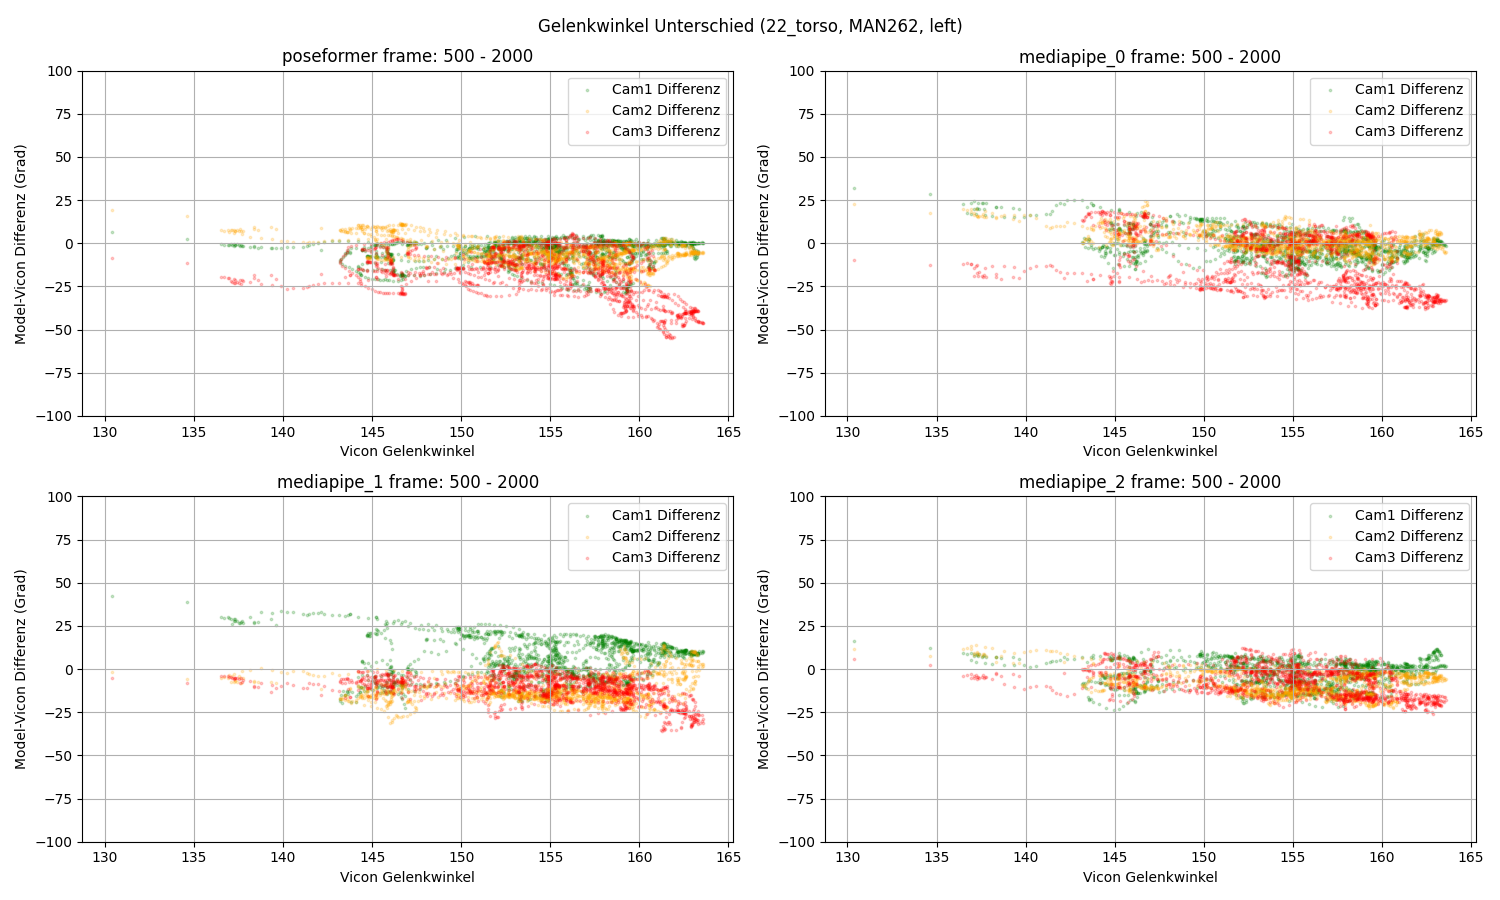 Gelenkwinkel Unterschied (22_torso, MAN262, left)
poseformer frame: 500 - 2000
100
75
50
25
0
−25
−50
−75
−100
Model-Vicon Differenz (Grad)
Cam1 Differenz
Cam2 Differenz
Cam3 Differenz
130 135 140 145 150 155 160 165
Vicon Gelenkwinkel
mediapipe_0 frame: 500 - 2000
100
75
50
25
0
−25
−50
−75
−100
Model-Vicon Differenz (Grad)
Cam1 Differenz
Cam2 Differenz
Cam3 Differenz
130 135 140 145 150 155 160 165
Vicon Gelenkwinkel
mediapipe_1 frame: 500 - 2000
100
75
50
25
0
−25
−50
−75
−100
Model-Vicon Differenz (Grad)
Cam1 Differenz
Cam2 Differenz
Cam3 Differenz
130 135 140 145 150 155 160 165
Vicon Gelenkwinkel
mediapipe_2 frame: 500 - 2000
100
75
50
25
0
−25
−50
−75
−100
Model-Vicon Differenz (Grad)
Cam1 Differenz
Cam2 Differenz
Cam3 Differenz
130 135 140 145 150 155 160 165
Vicon Gelenkwinkel